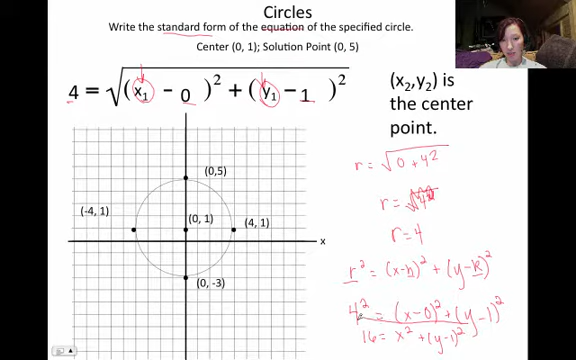 Circles
Write the standard form of the equation of the specified circle.
Center (0, 1); Solution Point (0, 5)
4 = √(x₁ - 0 )² + (y₁ - 1 )²
(x₂,y₂) is
the center
point.
r = √0 + 4²
r =
r = 4
r² = (x-h)² + (y-k)²
4² = (x-0)² + (y-1)²
16 = x² + (y-1)²
(0,5)
(-4, 1)
(0, 1)
(4, 1)
x
(0, -3)